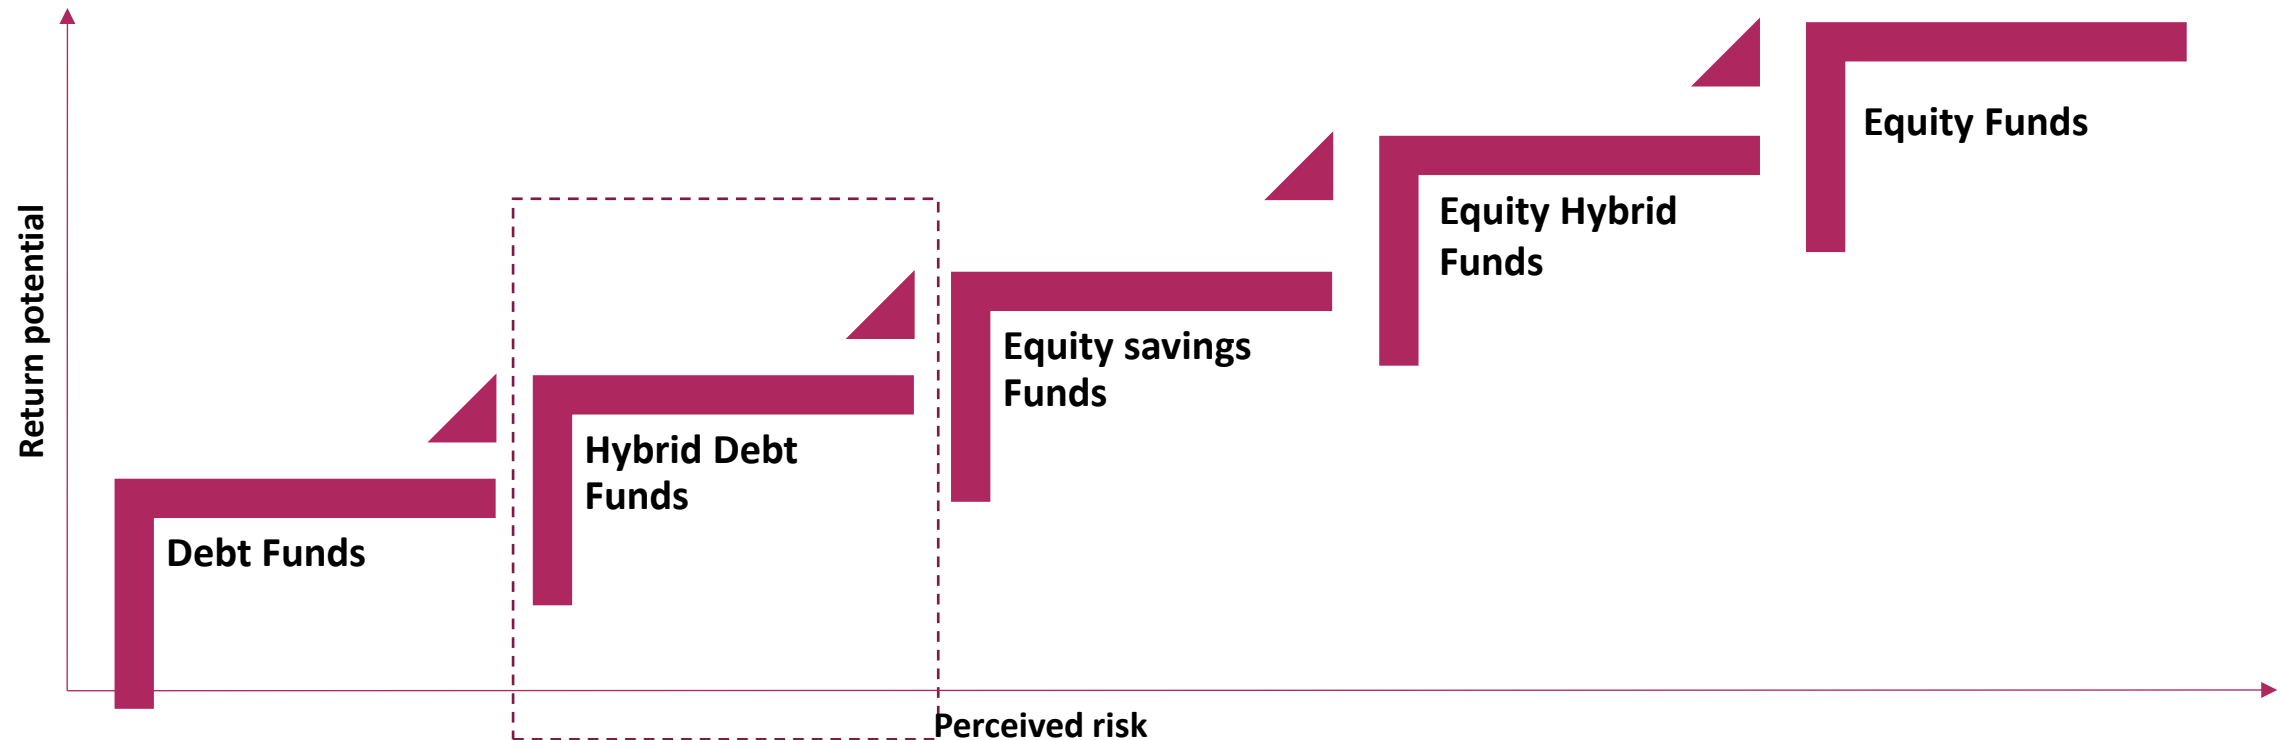 Return potential
Debt Funds
Hybrid Debt
Funds
Equity savings
Funds
Equity Hybrid
Funds
Equity Funds
Perceived risk